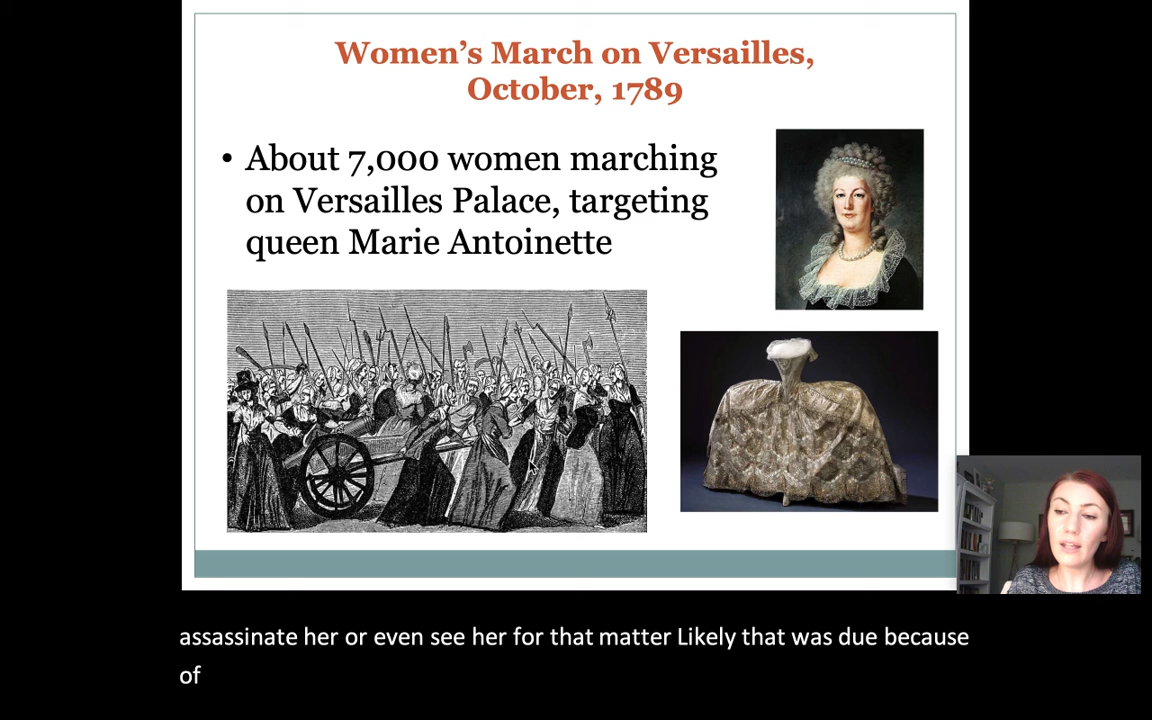 Women's March on Versailles,
October, 1789
• About 7,000 women marching
on Versailles Palace, targeting
queen Marie Antoinette
assassinate her or even see her for that matter Likely that was due because
of